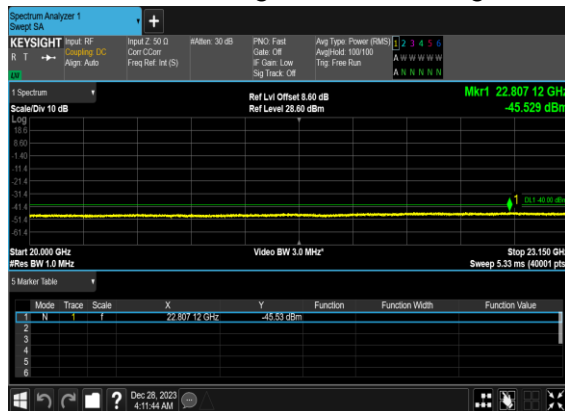 Spectrum Analyzer 1
Swept SA
+
KEYSIGHT Input: RF Input Z: 50 Ω #Atten: 30 dB PNO: Fast Avg Type: Power (RMS) 1 2 3 4 5 6
R T Coupling: DC Corr CCorr Gate: Off Avg|Hold: 100/100 A W W W W W
Align: Auto Freq Ref: Int (S) IF Gain: Low Trig: Free Run
Sig Track: Off A N N N N N
1 Spectrum Ref Lvl Offset 8.60 dB Mkr1 22.807 12 GHz
Scale/Div 10 dB Ref Level 28.60 dBm -45.529 dBm
Log
18.6
8.60
-1.40
-11.4
-21.4
-31.4
1 DL1 -40.00 dBm
-41.4
-51.4
-61.4
Start 20.000 GHz Video BW 3.0 MHz* Stop 23.150 GHz
#Res BW 1.0 MHz Sweep 5.33 ms (40001 pts)
5 Marker Table
Mode Trace Scale X Y Function Function Width Function Value
1 N 1 f 22.807 12 GHz -45.53 dBm
2
3
4
5
6
? Dec 28, 2023
4:11:44 AM